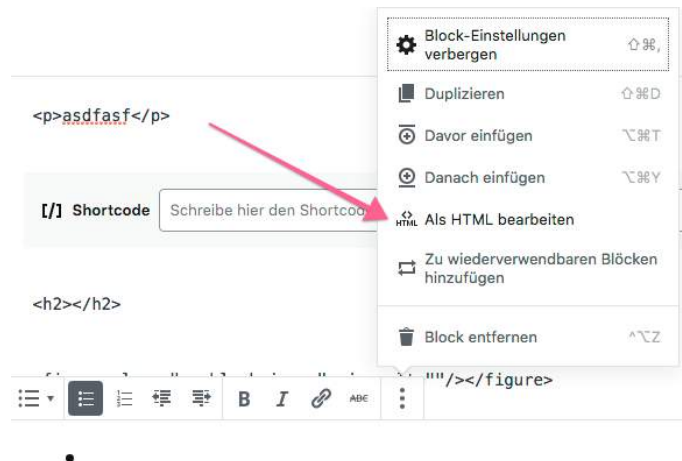 Block-Einstellungen
verbergen ⇧⌘,
Duplizieren ⇧⌘D
<p>asdfasf</p>
Davor einfügen ⌥⌘T
Danach einfügen ⌥⌘Y
[/] Shortcode Schreibe hier den Shortcod
HTML Als HTML bearbeiten
Zu wiederverwendbaren Blöcken
hinzufügen
<h2></h2>
Block entfernen ^⌥Z
""/></figure>
B I ABC